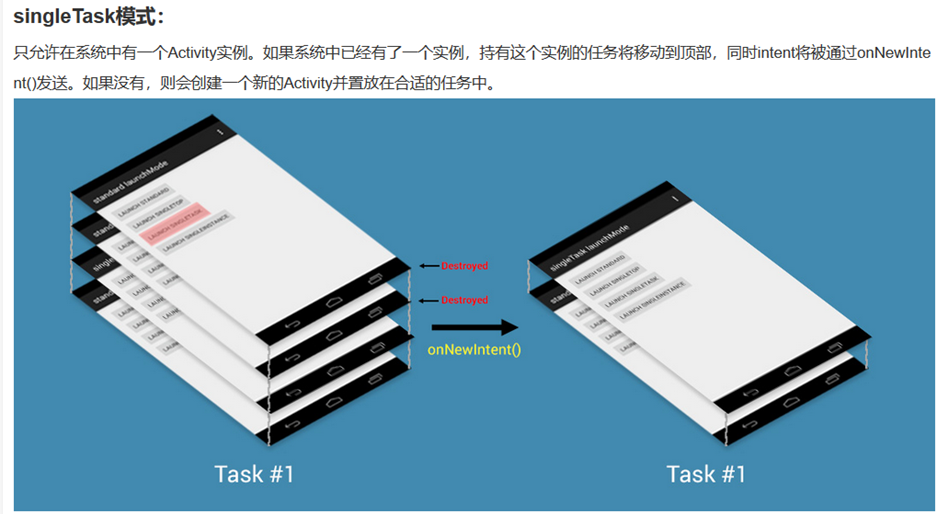 singleTask模式：
只允许在系统中有一个Activity实例。如果系统中已经有了一个实例，持有这个实例的任务将移动到顶部，同时intent将被通过onNewInte
nt()发送。如果没有，则会创建一个新的Activity并置放在合适的任务中。
standard launchMode
LAUNCH STANDARD
LAUNCH SINGLETOP
LAUNCH SINGLETASK
LAUNCH SINGLEINSTANCE
stand
stand
singl
stand
Destroyed
Destroyed
onNewIntent()
singleTask launchMode
LAUNCH STANDARD
LAUNCH SINGLETOP
LAUNCH SINGLETASK
LAUNCH SINGLEINSTANCE
stand
Task #1
Task #1